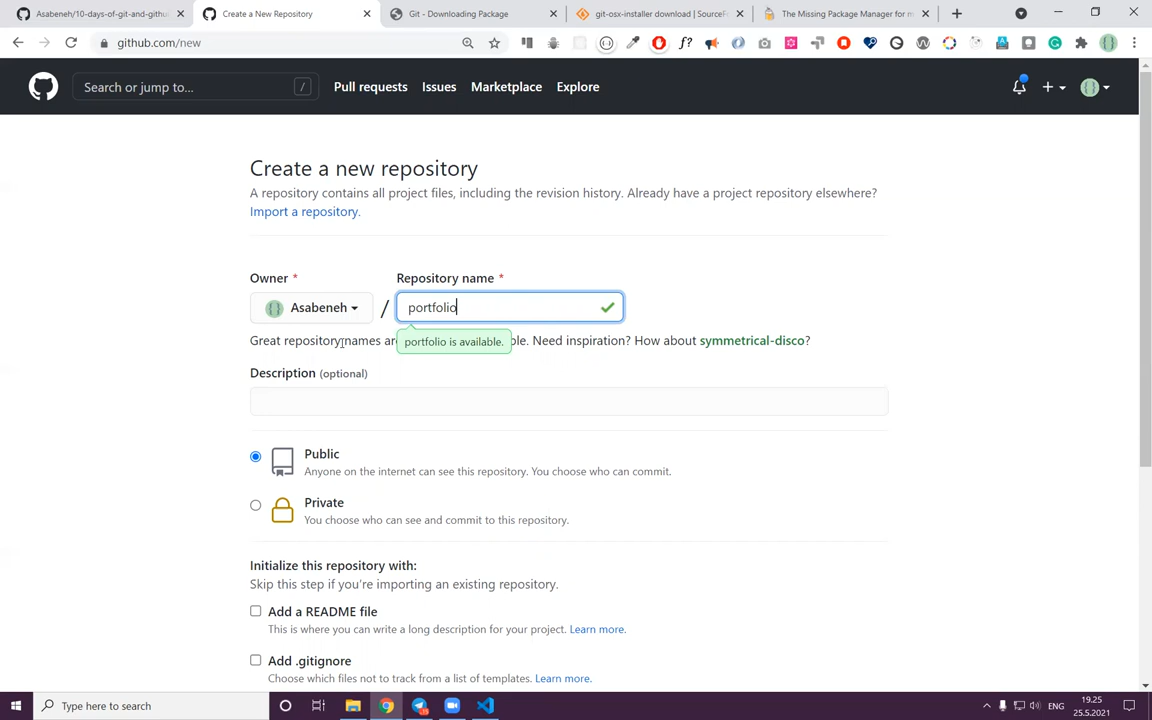 Asabeneh/10-days-of-git-and-githu
Create a New Repository
Git - Downloading Package
git-osx-installer download | SourceF
The Missing Package Manager for m
github.com/new
Search or jump to...
/
Pull requests
Issues
Marketplace
Explore
Create a new repository
A repository contains all project files, including the revision history. Already have a project repository elsewhere?
Import a repository.
Owner *
Repository name *
Asabeneh
/
portfolio
Great repository names ar
portfolio is available.
ble. Need inspiration? How about symmetrical-disco?
Description (optional)
Public
Anyone on the internet can see this repository. You choose who can commit.
Private
You choose who can see and commit to this repository.
Initialize this repository with:
Skip this step if you're importing an existing repository.
Add a README file
This is where you can write a long description for your project. Learn more.
Add .gitignore
Choose which files not to track from a list of templates. Learn more.
Type here to search
ENG
19.25
25.5.2021